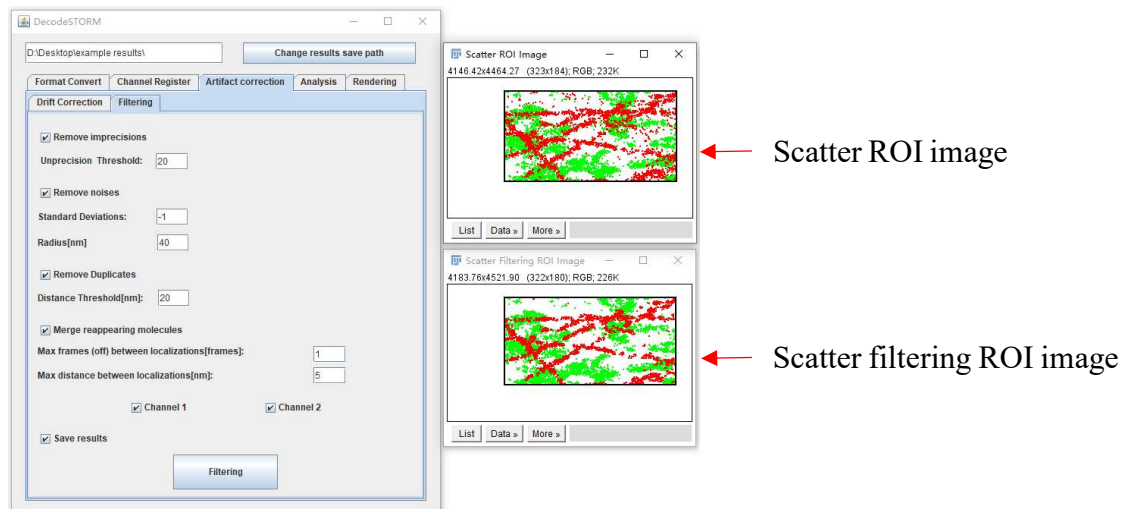 DecodeSTORM
D:\Desktop\example results\ Change results save path
Format Convert Channel Register Artifact correction Analysis Rendering
Drift Correction Filtering
Remove imprecisions
Unprecision Threshold: 20
Remove noises
Standard Deviations: -1
Radius[nm] 40
Remove Duplicates
Distance Threshold[nm]: 20
Merge reappearing molecules
Max frames (off) between localizations[frames]: 1
Max distance between localizations[nm]: 5
Channel 1 Channel 2
Save results
Filtering
Scatter ROI Image
4146.42x4464.27 (323x184); RGB; 232K
List Data » More »
Scatter ROI image
Scatter Filtering ROI Image
4183.76x4521.90 (322x180); RGB; 226K
List Data » More »
Scatter filtering ROI image